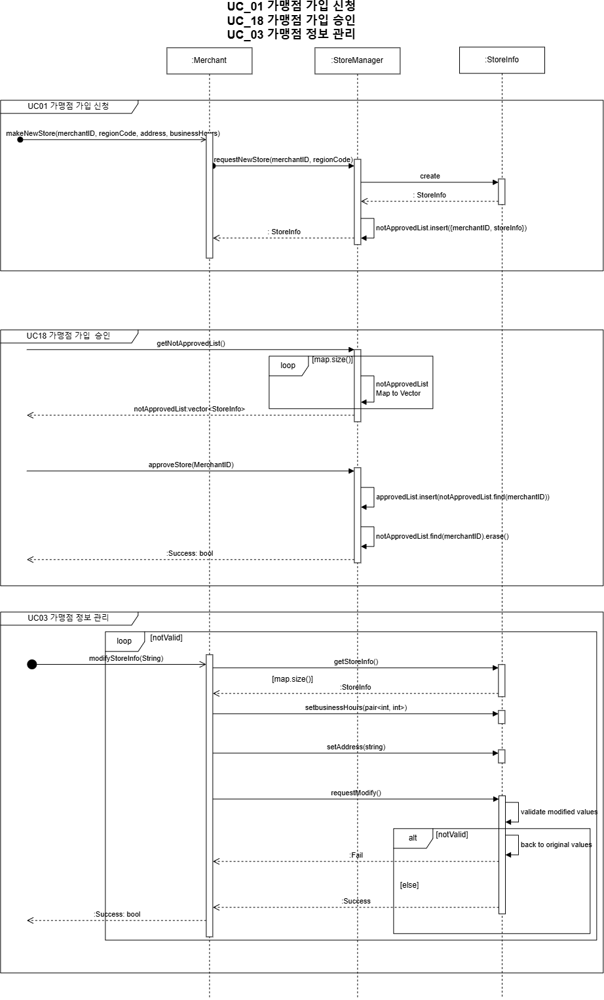 UC_01 가맹점 가입 신청
UC_18 가맹점 가입 승인
UC_03 가맹점 정보 관리
:Merchant
:StoreManager
:StoreInfo
UC01 가맹점 가입 신청
makeNewStore(merchantID, regionCode, address, businessHours)
requestNewStore(merchantID, regionCode)
create
: StoreInfo
notApprovedList.insert({merchantID, storeInfo})
: StoreInfo
UC18 가맹점 가입  승인
getNotApprovedList()
loop
[map.size()]
notApprovedList
Map to Vector
notApprovedList:vector<StoreInfo>
approveStore(MerchantID)
approvedList.insert(notApprovedList.find(merchantID))
notApprovedList.find(merchantID).erase()
:Success: bool
UC03 가맹점 정보 관리
loop
[notValid]
modifyStoreInfo(String)
getStoreInfo()
[map.size()]
:StoreInfo
setbusinessHours(pair<int, int>)
setAddress(string)
requestModify()
validate modified values
alt
[notValid]
back to original values
:Fail
[else]
:Success
:Success: bool